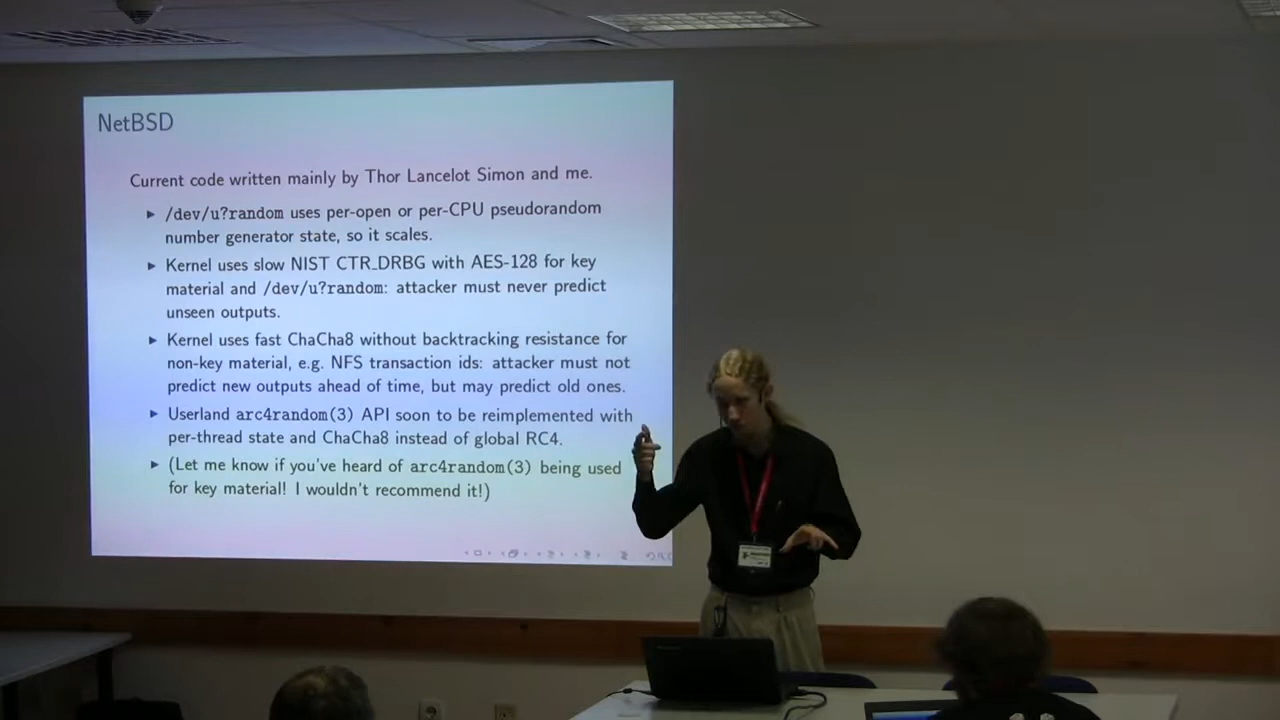 NetBSD
Current code written mainly by Thor Lancelot Simon and me.
/dev/u?random uses per-open or per-CPU pseudorandom
number generator state, so it scales.
Kernel uses slow NIST CTR_DRBG with AES-128 for key
material and /dev/u?random: attacker must never predict
unseen outputs.
Kernel uses fast ChaCha8 without backtracking resistance for
non-key material, e.g. NFS transaction ids: attacker must not
predict new outputs ahead of time, but may predict old ones.
Userland arc4random(3) API soon to be reimplemented with
per-thread state and ChaCha8 instead of global RC4.
(Let me know if you've heard of arc4random(3) being used
for key material! I wouldn't recommend it!)